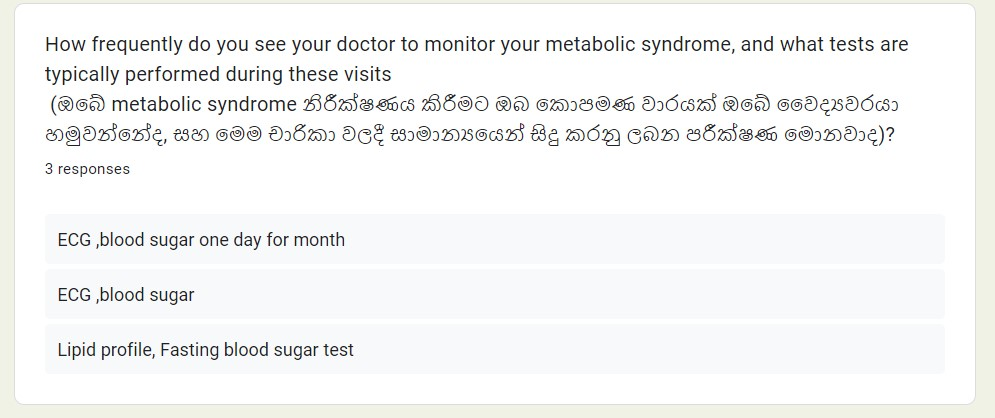 How frequently do you see your doctor to monitor your metabolic syndrome, and what tests are
typically performed during these visits
(ඔබේ metabolic syndrome නිරීක්ෂණය කිරීමට ඔබ කොපමණ වාරයක් ඔබේ වෛද්‍යවරයා
හමුවන්නේද, සහ මෙම චාරිකා වලදී සාමාන්‍යයෙන් සිදු කරනු ලබන පරීක්ෂණ මොනවාද)?
3 responses
ECG ,blood sugar one day for month
ECG ,blood sugar
Lipid profile, Fasting blood sugar test